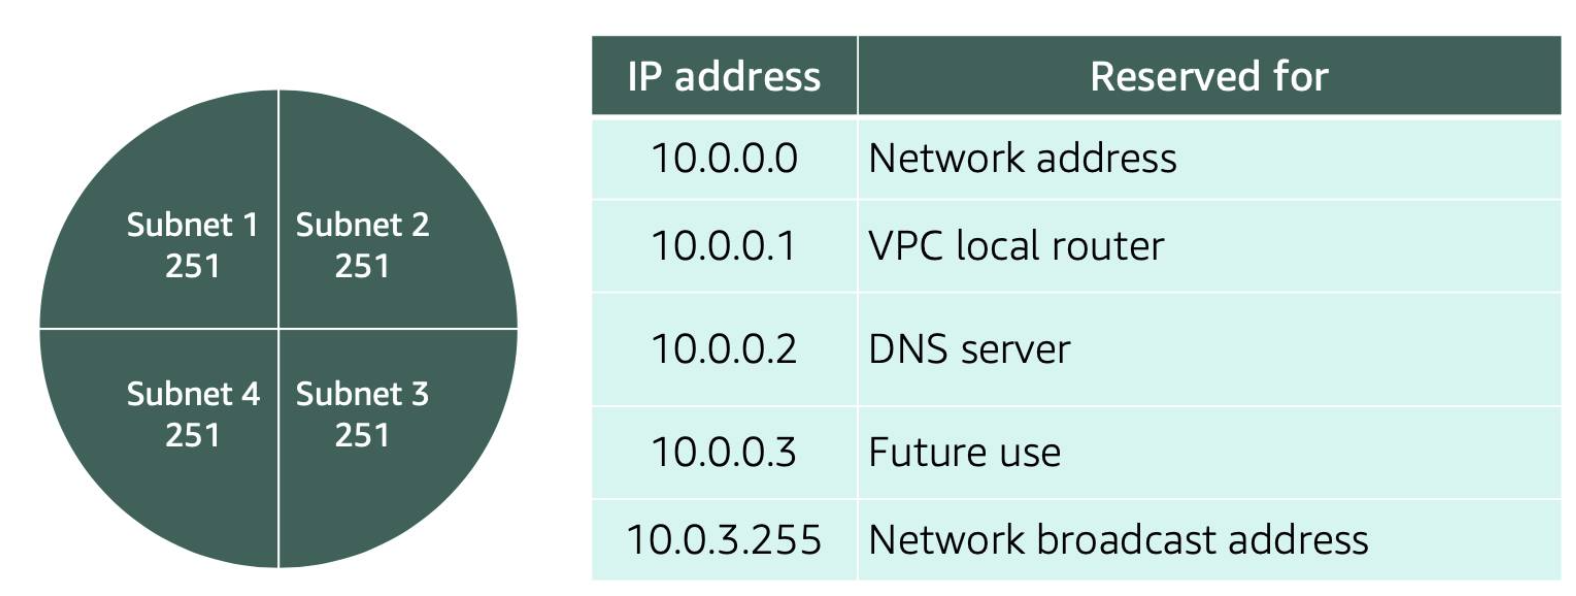 Subnet 1
251
Subnet 2
251
Subnet 4
251
Subnet 3
251
IP address Reserved for
10.0.0.0 Network address
10.0.0.1 VPC local router
10.0.0.2 DNS server
10.0.0.3 Future use
10.0.3.255 Network broadcast address